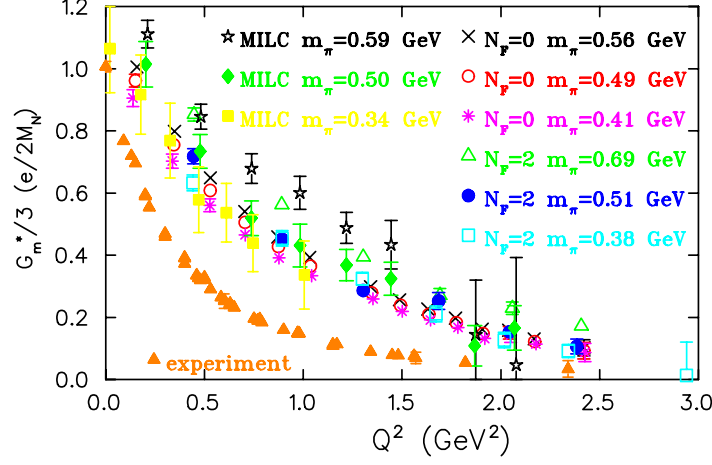 1.2
1.0
0.8
0.6
0.4
0.2
0.0
G_m^*/3 (e/2M_N)
MILC m_π=0.59 GeV
MILC m_π=0.50 GeV
MILC m_π=0.34 GeV
N_F=0 m_π=0.56 GeV
N_F=0 m_π=0.49 GeV
N_F=0 m_π=0.41 GeV
N_F=2 m_π=0.69 GeV
N_F=2 m_π=0.51 GeV
N_F=2 m_π=0.38 GeV
experiment
0.0 0.5 1.0 1.5 2.0 2.5 3.0
Q² (GeV²)